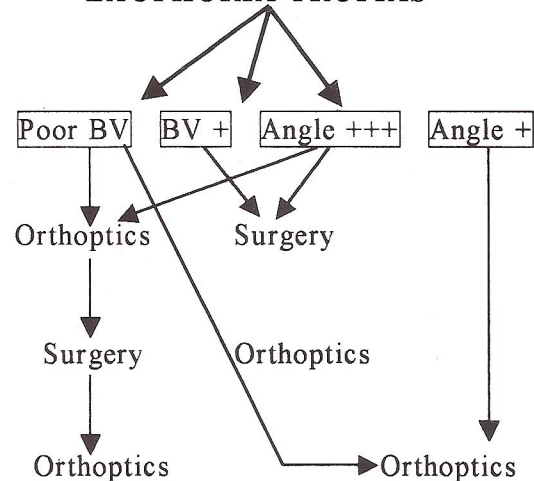 Poor BV BV + Angle +++ Angle +
Orthoptics Surgery
Surgery Orthoptics
Orthoptics Orthoptics